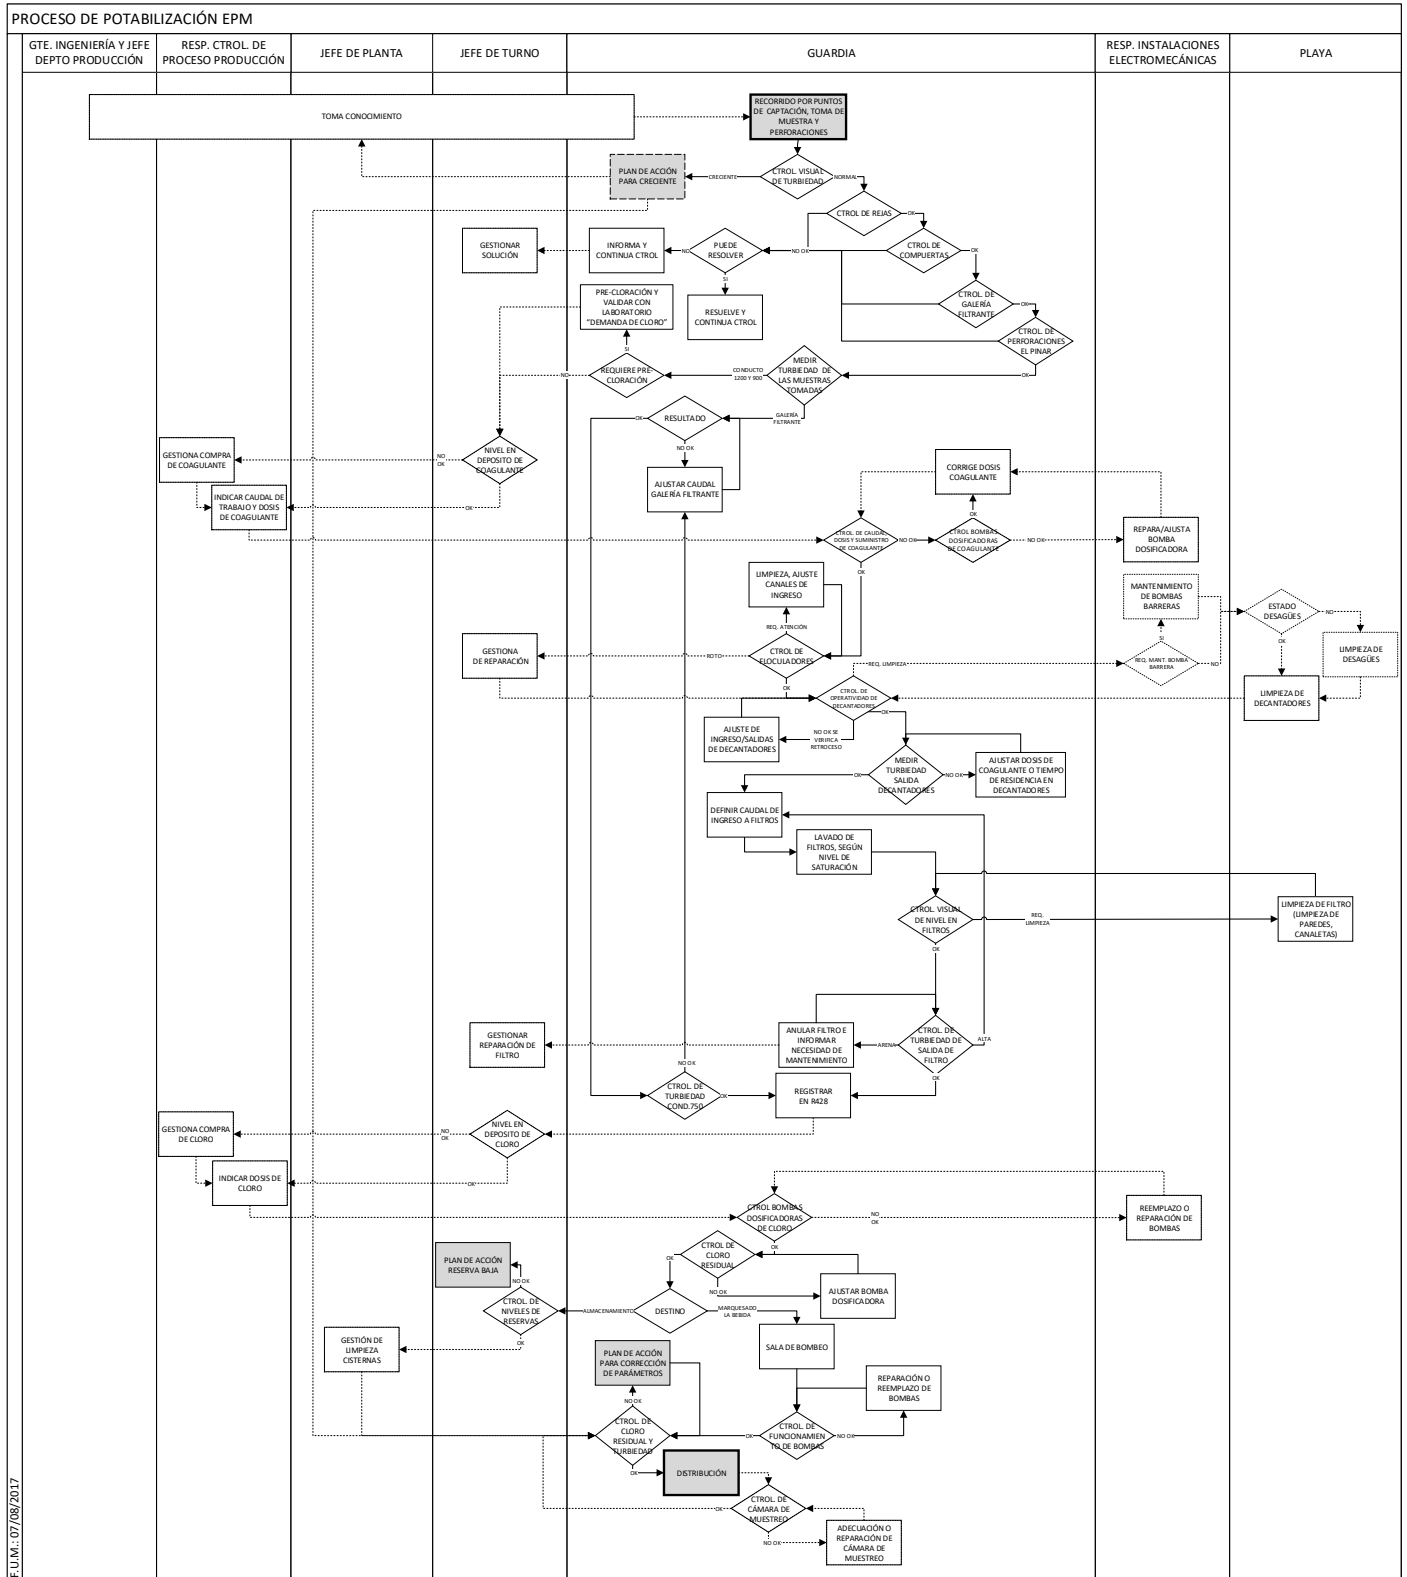 PROCESO DE POTABILIZACIÓN EPM
GTE. INGENIERÍA Y JEFE
DEPTO PRODUCCIÓN
RESP. CTROL. DE
PROCESO PRODUCCIÓN
JEFE DE PLANTA
JEFE DE TURNO
GUARDIA
RESP. INSTALACIONES
ELECTROMECÁNICAS
PLAYA
TOMA CONOCIMIENTO
RECORRIDO POR PUNTOS
DE CAPTACIÓN, TOMA DE
MUESTRA Y
PERFORACIONES
PLAN DE ACCIÓN
PARA CRECIENTE
CRECIENTE
CTROL. VISUAL
DE TURBIEDAD
NORMAL
CTROL DE REJAS
OK
GESTIONAR
SOLUCIÓN
INFORMA Y
CONTINUA CTROL
NO
PUEDE
RESOLVER
NO OK
CTROL DE
COMPUERTAS
OK
SI
PRE-CLORACIÓN Y
VALIDAR CON
LABORATORIO
"DEMANDA DE CLORO"
RESUELVE Y
CONTINUA CTROL
CTROL. DE
GALERÍA
FILTRANTE
OK
CTROL. DE
PERFORACIONES
EL PINAR
SI
NO
REQUIERE PRE-
CLORACIÓN
CONDUCTO
1200 Y 900
MEDIR
TURBIEDAD DE
LAS MUESTRAS
TOMADAS
OK
OK
RESULTADO
GALERÍA
FILTRANTE
NO OK
GESTIONA COMPRA
DE COAGULANTE
NO
OK
NIVEL EN
DEPOSITO DE
COAGULANTE
AJUSTAR CAUDAL
GALERÍA FILTRANTE
CORRIGE DOSIS
COAGULANTE
INDICAR CAUDAL DE
TRABAJO Y DOSIS
DE COAGULANTE
OK
OK
CTROL. DE CAUDAL
DOSIS Y SUMINISTRO
DE COAGULANTE
NO OK
CTROL BOMBAS
DOSIFICADORAS
DE COAGULANTE
NO OK
REPARA/AJUSTA
BOMBA
DOSIFICADORA
OK
LIMPIEZA, AJUSTE
CANALES DE
INGRESO
MANTENIMIENTO
DE BOMBAS
BARRERAS
ESTADO
DESAGÜES
NO
REQ. ATENCIÓN
SI
OK
GESTIONA
DE REPARACIÓN
ROTO
CTROL DE
FLOCULADORES
REQ. LIMPIEZA
REQ. MANT. BOMBA
BARRERA
NO
LIMPIEZA DE
DESAGÜES
OK
CTROL. DE
OPERATIVIDAD DE
DECANTADORES
LIMPIEZA DE
DECANTADORES
OK
AJUSTE DE
INGRESO/SALIDAS
DE DECANTADORES
NO OK SE
VERIFICA
RETROCESO
OK
MEDIR
TURBIEDAD
SALIDA
DECANTADORES
NO OK
AJUSTAR DOSIS DE
COAGULANTE O TIEMPO
DE RESIDENCIA EN
DECANTADORES
DEFINIR CAUDAL DE
INGRESO A FILTROS
LAVADO DE
FILTROS, SEGÚN
NIVEL DE
SATURACIÓN
CTROL. VISUAL
DE NIVEL EN
FILTROS
REQ.
LIMPIEZA
LIMPIEZA DE FILTRO
(LIMPIEZA DE
PAREDES,
CANALETAS)
OK
GESTIONAR
REPARACIÓN DE
FILTRO
ANULAR FILTRO E
INFORMAR
NECESIDAD DE
MANTENIMIENTO
ARENA
CTROL. DE
TURBIEDAD DE
SALIDA DE
FILTRO
ALTA
NO OK
OK
CTROL. DE
TURBIEDAD
COND.750
OK
REGISTRAR
EN R428
GESTIONA COMPRA
DE CLORO
NO
OK
NIVEL EN
DEPOSITO DE
CLORO
INDICAR DOSIS DE
CLORO
OK
CTROL BOMBAS
DOSIFICADORAS
DE CLORO
NO
OK
REEMPLAZO O
REPARACIÓN DE
BOMBAS
OK
PLAN DE ACCIÓN
RESERVA BAJA
OK
CTROL DE
CLORO
RESIDUAL
NO OK
NO OK
AJUSTAR BOMBA
DOSIFICADORA
CTROL. DE
NIVELES DE
RESERVAS
ALMACENAMIENTO
DESTINO
MARQUESADO
LA BEBIDA
OK
GESTIÓN DE
LIMPIEZA
CISTERNAS
PLAN DE ACCIÓN
PARA CORRECCIÓN
DE PARÁMETROS
SALA DE BOMBEO
REPARACIÓN O
REEMPLAZO DE
BOMBAS
NO OK
CTROL. DE
CLORO
RESIDUAL Y
TURBIEDAD
OK
CTROL. DE
FUNCIONAMIEN
TO DE BOMBAS
NO OK
OK
DISTRIBUCIÓN
OK
CTROL. DE
CÁMARA DE
MUESTREO
NO OK
ADECUACIÓN O
REPARACIÓN DE
CÁMARA DE
MUESTREO
F.U.M.: 07/08/2017